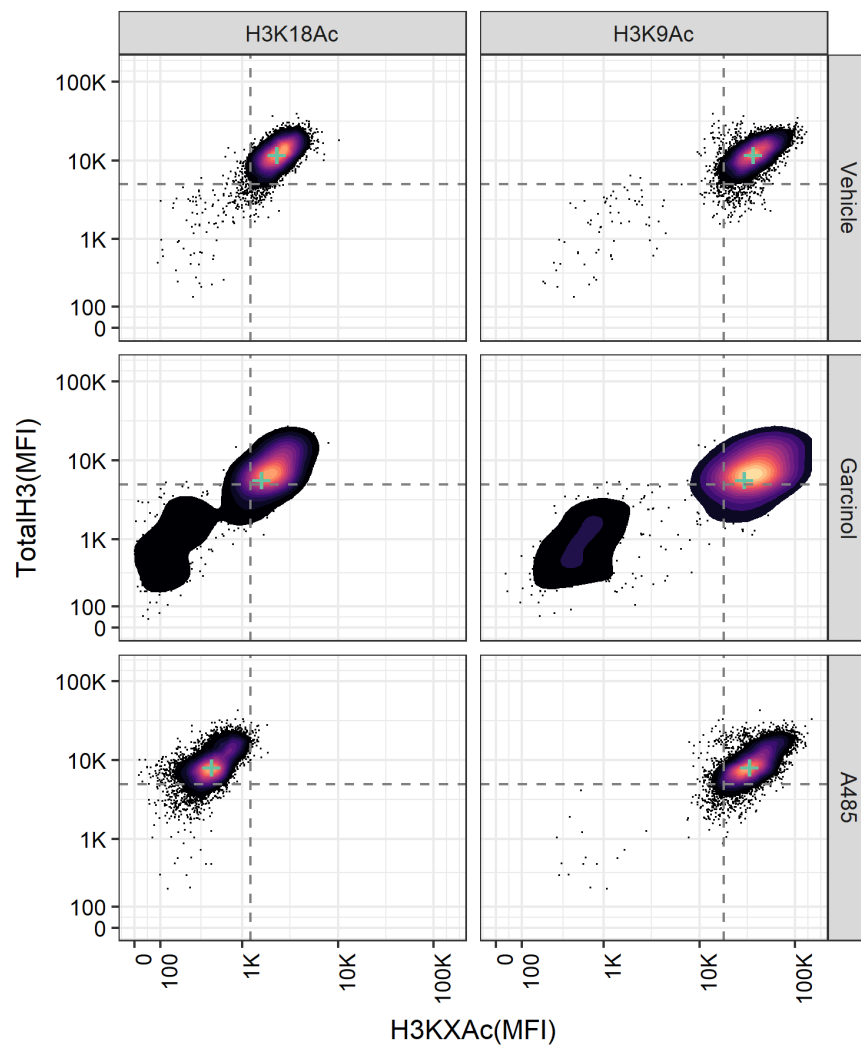 H3K18Ac H3K9Ac
100K
10K
1K
100
0
Vehicle
100K
10K
1K
100
0
Garcinol
100K
10K
1K
100
0
A485
TotalH3(MFI)
0 100 1K 10K 100K 0 100 1K 10K 100K
H3KXAc(MFI)